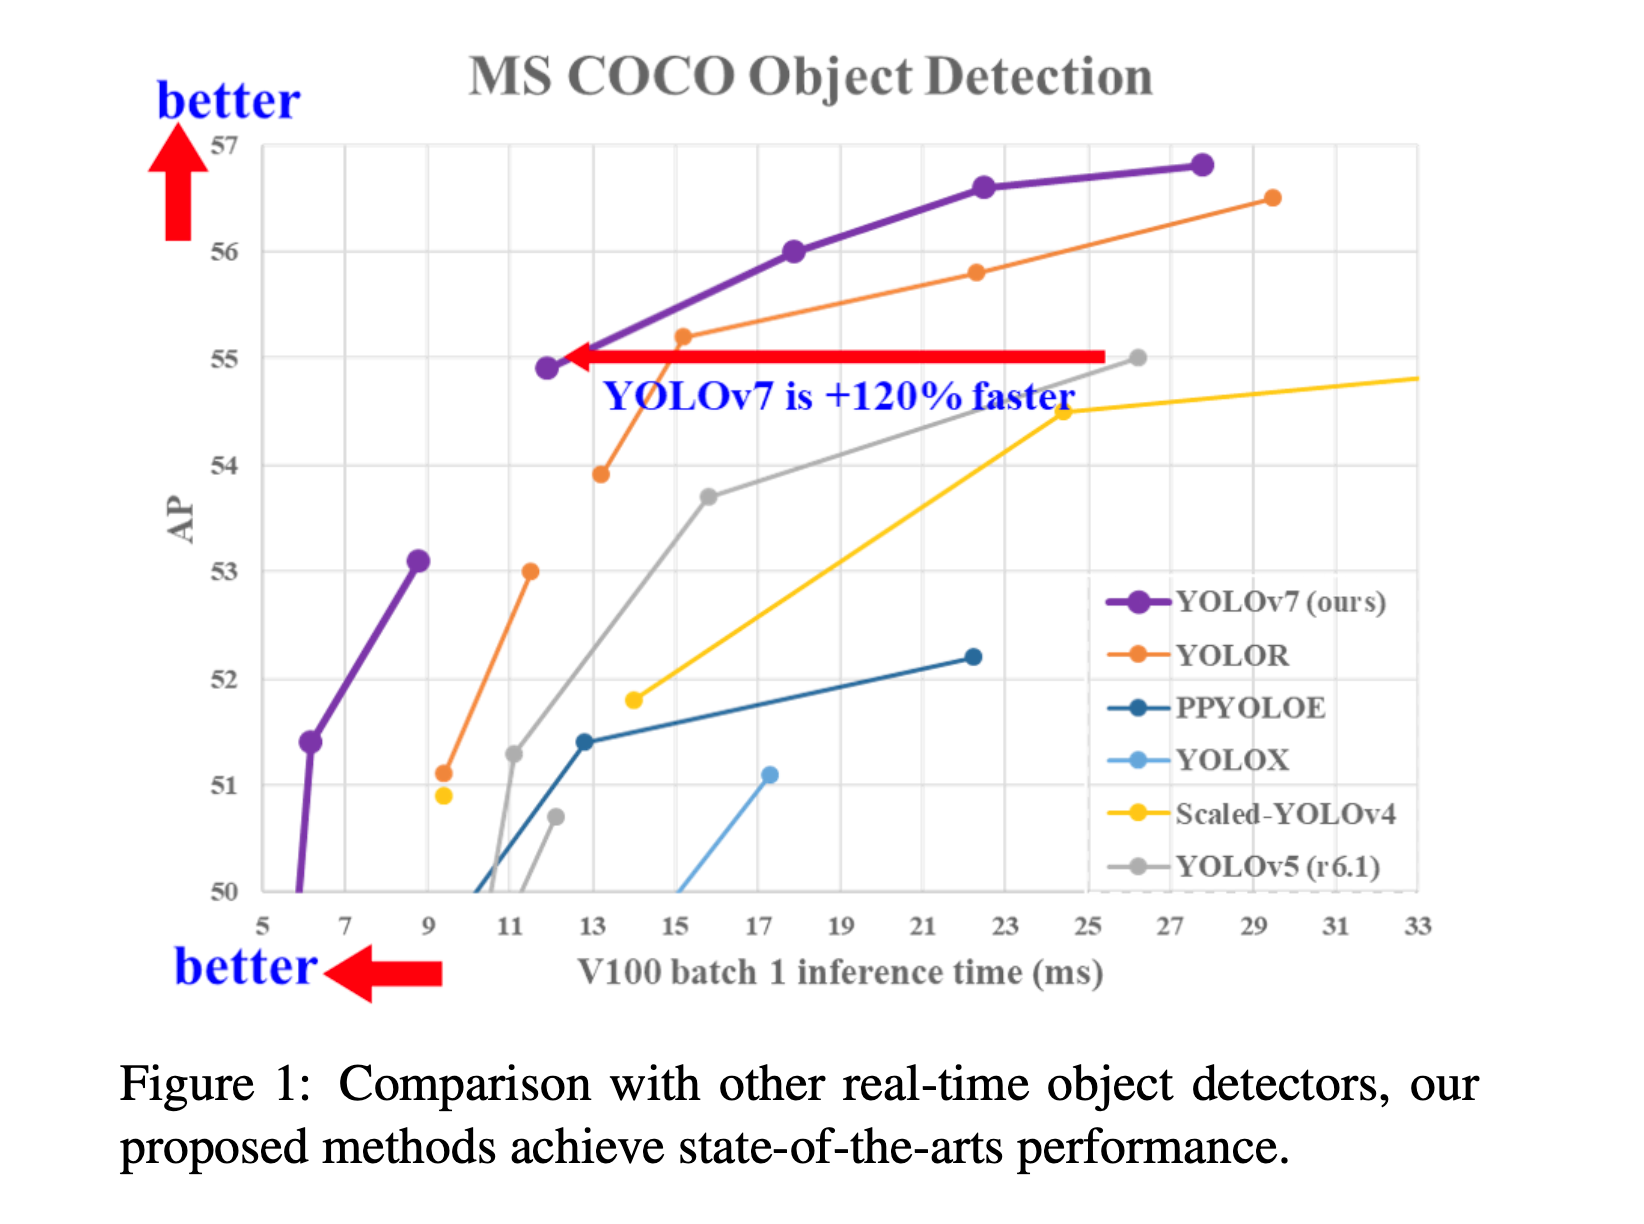 MS COCO Object Detection
better
57
56
55
54
53
52
51
50
AP
YOLOv7 is +120% faster
YOLOv7 (ours)
YOLOR
PPYOLOE
YOLOX
Scaled-YOLOv4
YOLOv5 (r6.1)
5 7 9 11 13 15 17 19 21 23 25 27 29 31 33
better
V100 batch 1 inference time (ms)
Figure 1: Comparison with other real-time object detectors, our
proposed methods achieve state-of-the-arts performance.